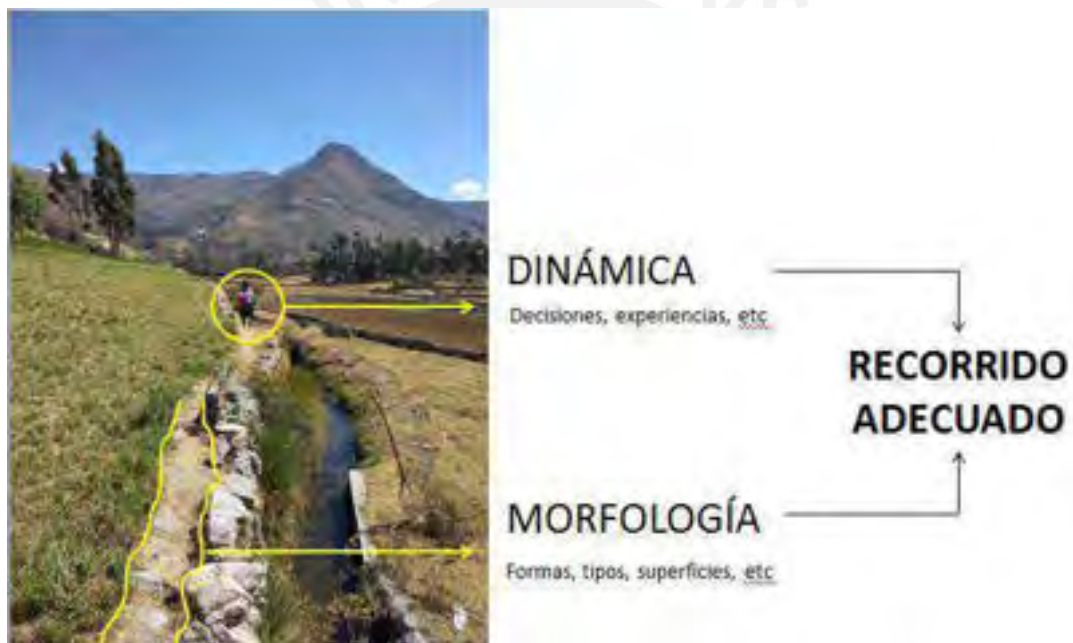 DINÁMICA
Decisiones, experiencias, etc
RECORRIDO
ADECUADO
MORFOLOGÍA
Formas, tipos, superficies, etc